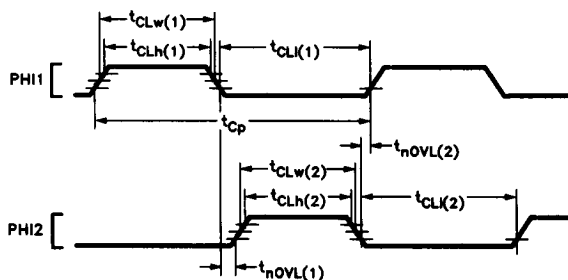 tCLw(1)
tCLh(1)
tCLl(1)
PHI1
tCp
tnOVL(2)
tCLw(2)
tCLh(2)
tCLl(2)
PHI2
tnOVL(1)